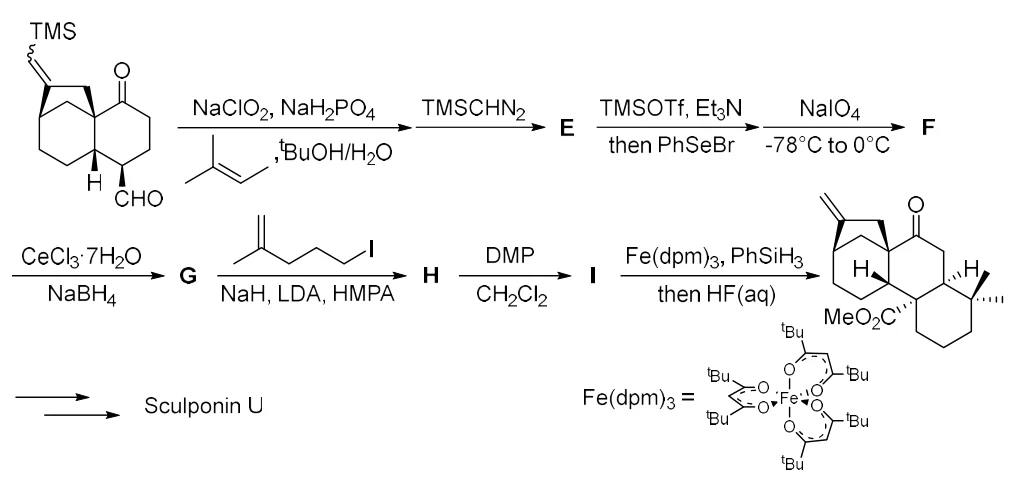 TMS
O
H
CHO
NaClO₂, NaH₂PO₄
,ᵗBuOH/H₂O
TMSCHN₂
E
TMSOTf, Et₃N
then PhSeBr
NaIO₄
-78°C to 0°C
F
CeCl₃·7H₂O
NaBH₄
G
I
NaH, LDA, HMPA
H
DMP
CH₂Cl₂
I
Fe(dpm)₃, PhSiH₃
then HF(aq)
O
H
H
MeO₂C
Sculponin U
Fe(dpm)₃ =
ᵗBu
ᵗBu
ᵗBu
O
O
O
O
Fe
O
O
ᵗBu
ᵗBu
ᵗBu